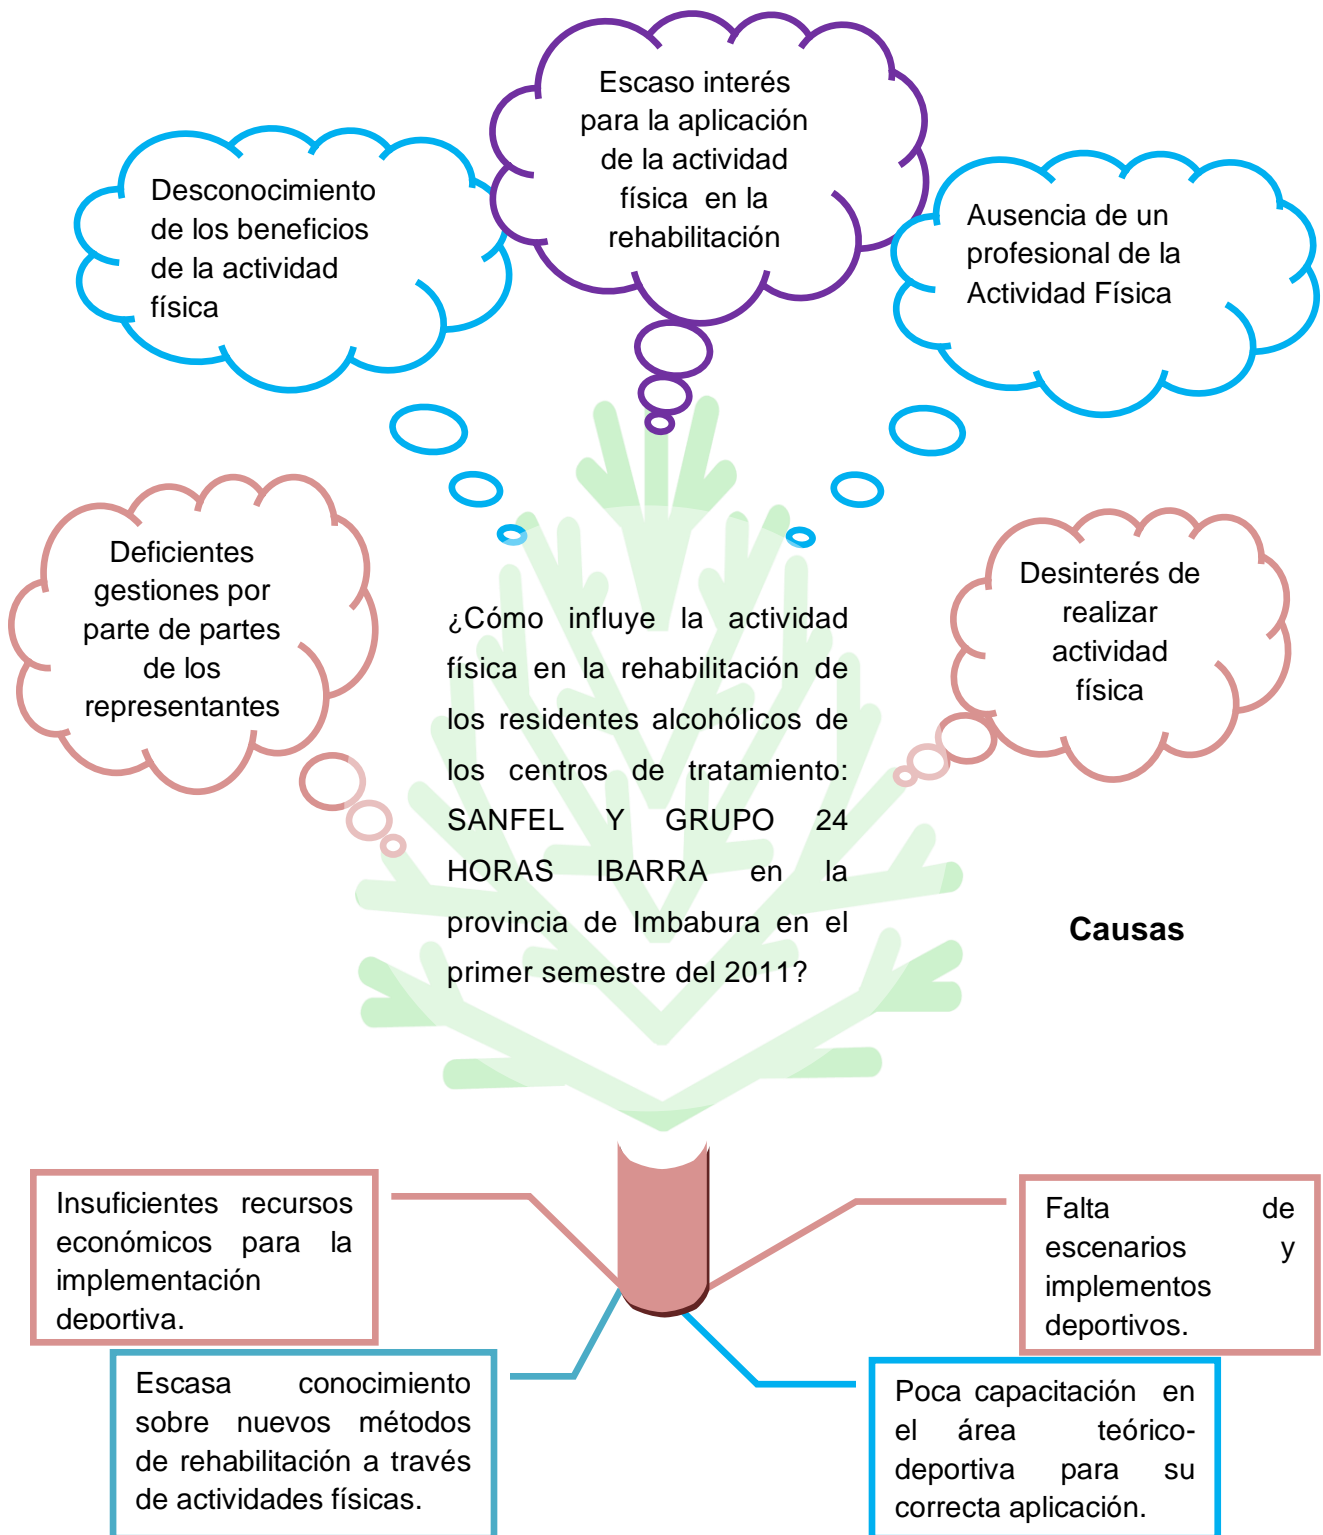 Escaso interés
para la aplicación
de la actividad
física en la
rehabilitación
Desconocimiento
de los beneficios
de la actividad
física
Ausencia de un
profesional de la
Actividad Física
Deficientes
gestiones por
parte de partes
de los
representantes
Desinterés de
realizar
actividad
física
¿Cómo influye la actividad
física en la rehabilitación de
los residentes alcohólicos de
los centros de tratamiento:
SANFEL Y GRUPO 24
HORAS IBARRA en la
provincia de Imbabura en el
primer semestre del 2011?
Causas
Insuficientes recursos
económicos para la
implementación
deportiva.
Falta de
escenarios y
implementos
deportivos.
Escasa conocimiento
sobre nuevos métodos
de rehabilitación a través
de actividades físicas.
Poca capacitación en
el área teórico-
deportiva para su
correcta aplicación.